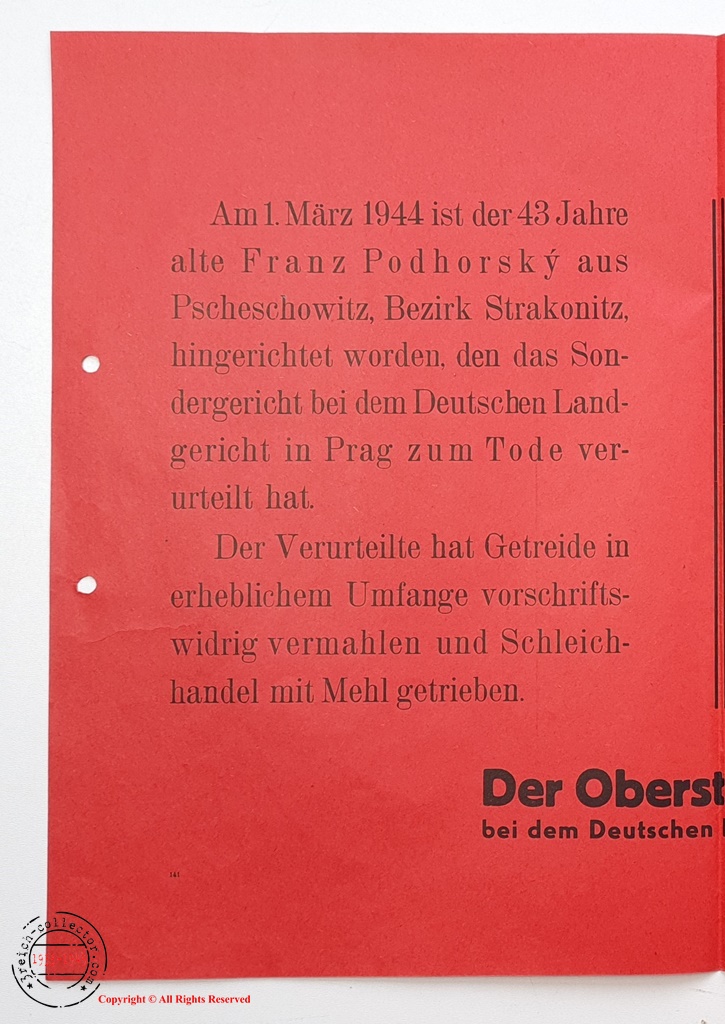 Am 1. März 1944 ist der 43 Jahre
alte Franz Podhorský aus
Pscheschowitz, Bezirk Strakonitz,
hingerichtet worden, den das Son-
dergericht bei dem Deutschen Land-
gericht in Prag zum Tode ver-
urteilt hat.
Der Verurteilte hat Getreide in
erheblichem Umfange vorschrifts-
widrig vermahlen und Schleich-
handel mit Mehl getrieben.
Der Oberst
bei dem Deutschen
141
3reich-collector.com
Copyright © All Rights Reserved